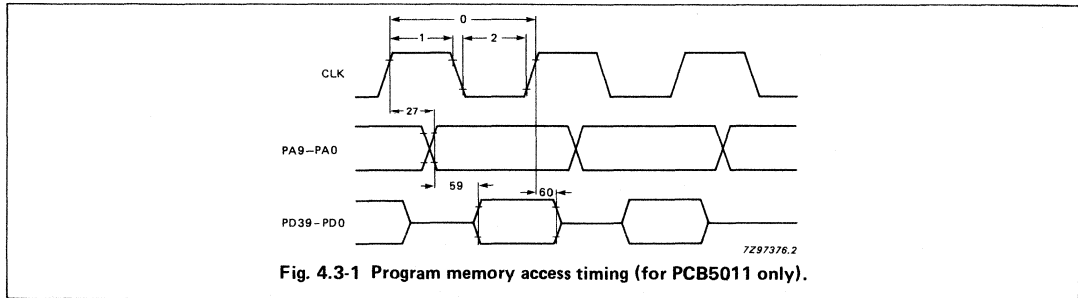 0
1
2
CLK
27
PA9–PA0
59
60
PD39–PD0
7Z97376.2
Fig. 4.3-1 Program memory access timing (for PCB5011 only).